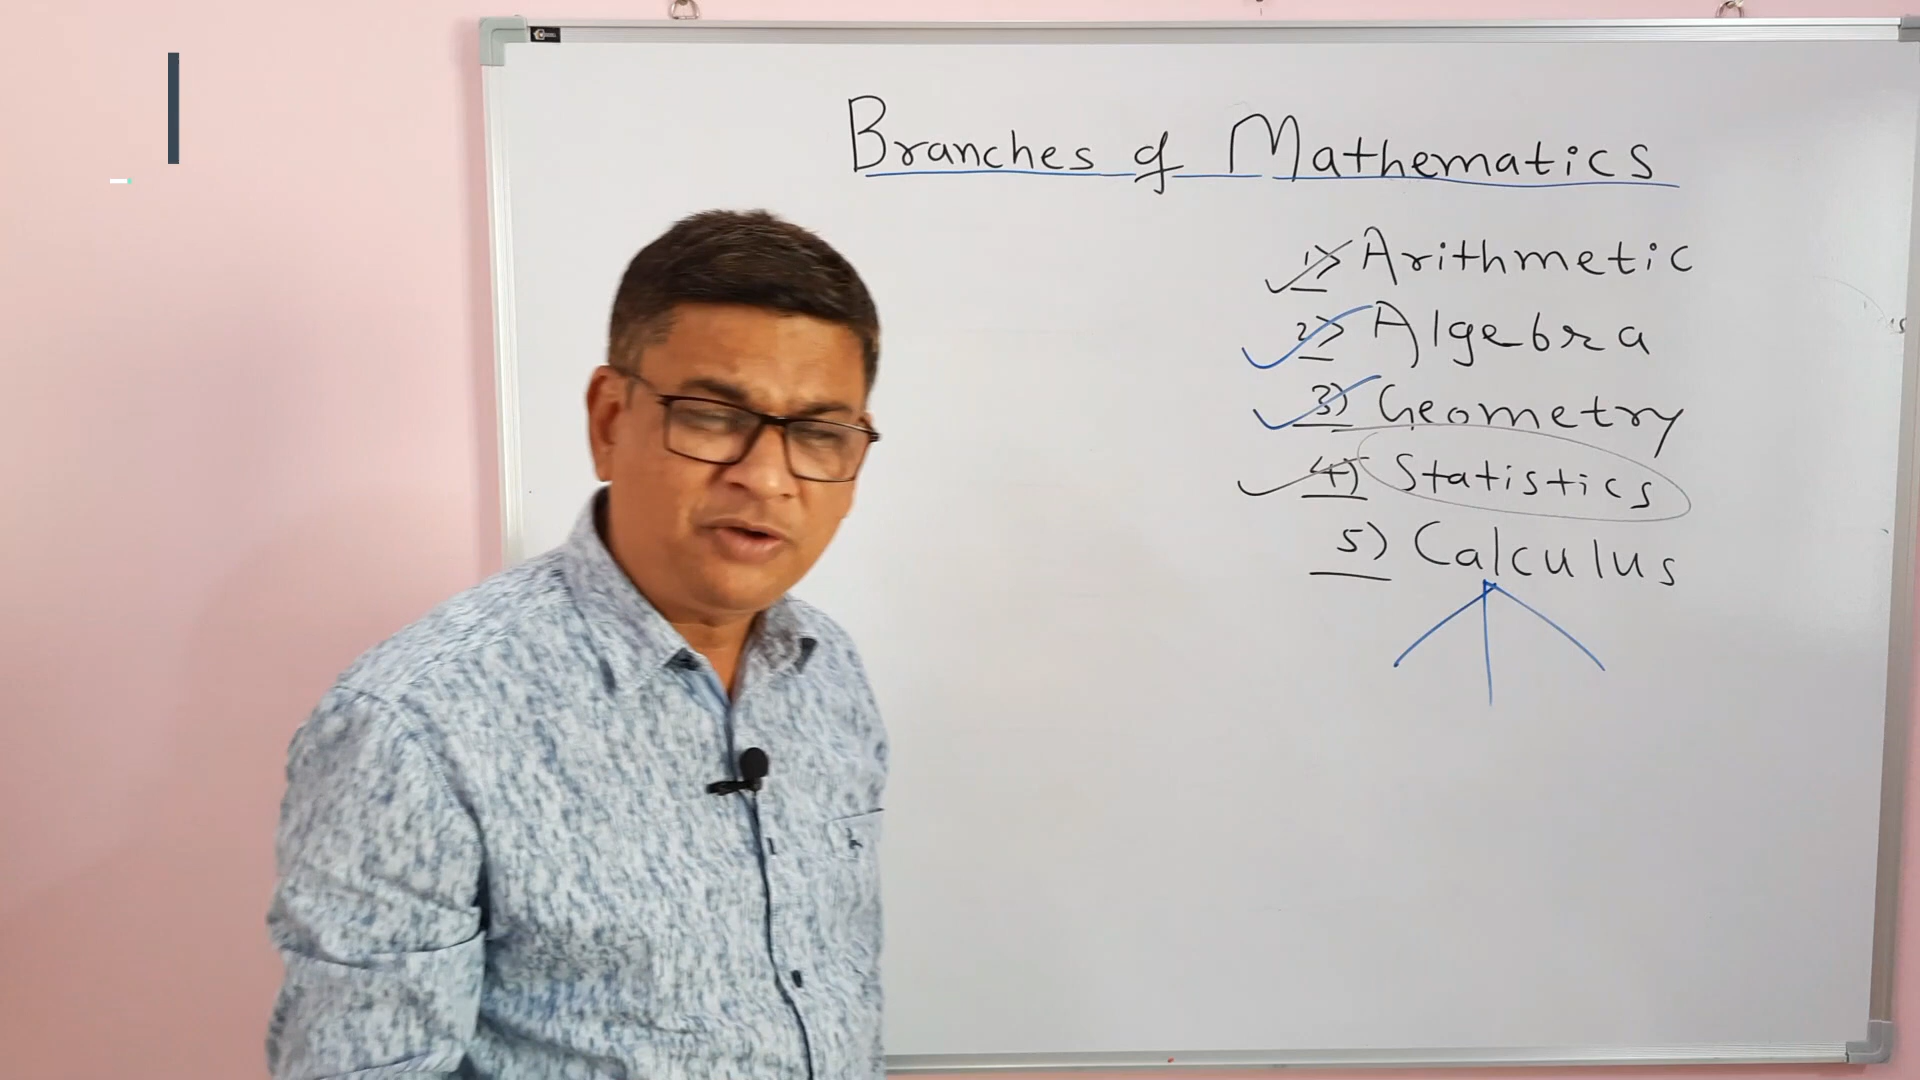 Branches of Mathematics
1) Arithmetic
2) Algebra
3) Geometry
4) Statistics
5) Calculus